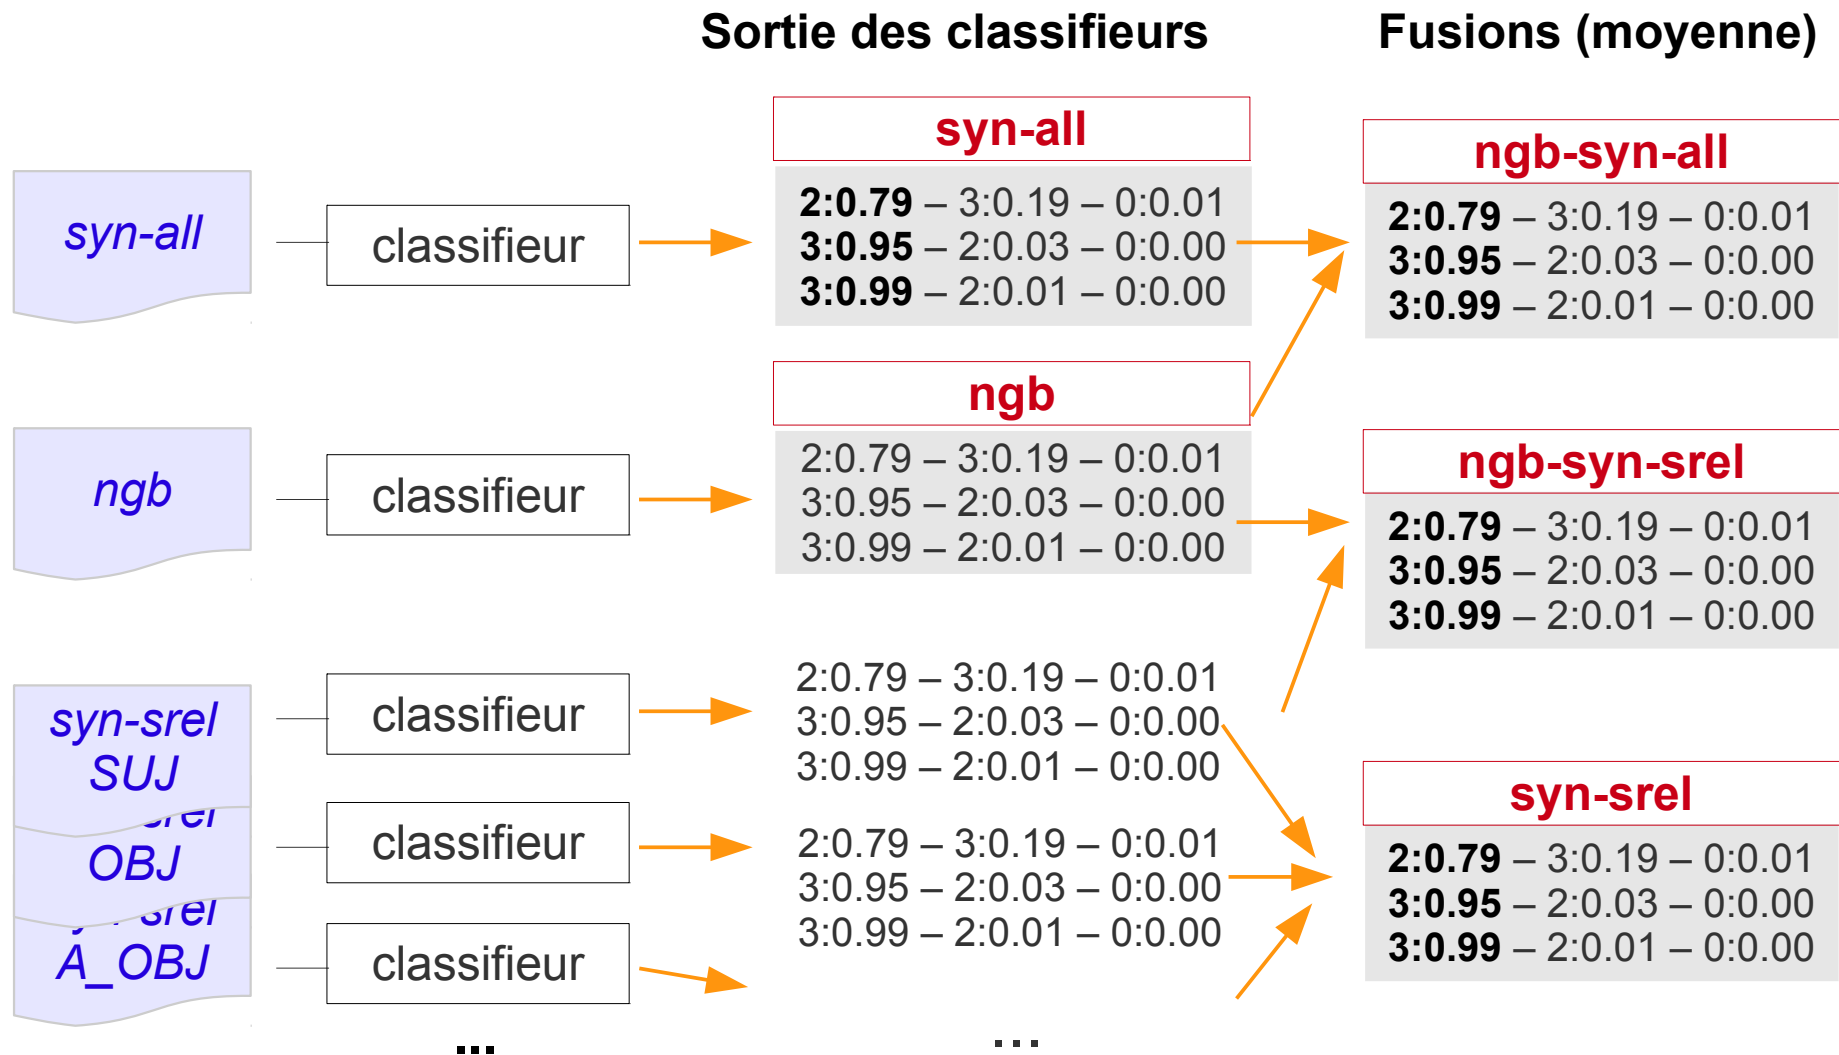 Sortie des classifieurs
Fusions (moyenne)
syn-all
classifieur
syn-all
2:0.79 – 3:0.19 – 0:0.01
3:0.95 – 2:0.03 – 0:0.00
3:0.99 – 2:0.01 – 0:0.00
ngb-syn-all
2:0.79 – 3:0.19 – 0:0.01
3:0.95 – 2:0.03 – 0:0.00
3:0.99 – 2:0.01 – 0:0.00
ngb
classifieur
ngb
2:0.79 – 3:0.19 – 0:0.01
3:0.95 – 2:0.03 – 0:0.00
3:0.99 – 2:0.01 – 0:0.00
ngb-syn-srel
2:0.79 – 3:0.19 – 0:0.01
3:0.95 – 2:0.03 – 0:0.00
3:0.99 – 2:0.01 – 0:0.00
syn-srel
SUJ
classifieur
2:0.79 – 3:0.19 – 0:0.01
3:0.95 – 2:0.03 – 0:0.00
3:0.99 – 2:0.01 – 0:0.00
syn-srel
OBJ
classifieur
2:0.79 – 3:0.19 – 0:0.01
3:0.95 – 2:0.03 – 0:0.00
3:0.99 – 2:0.01 – 0:0.00
syn-srel
2:0.79 – 3:0.19 – 0:0.01
3:0.95 – 2:0.03 – 0:0.00
3:0.99 – 2:0.01 – 0:0.00
syn-srel
A_OBJ
classifieur
...
...